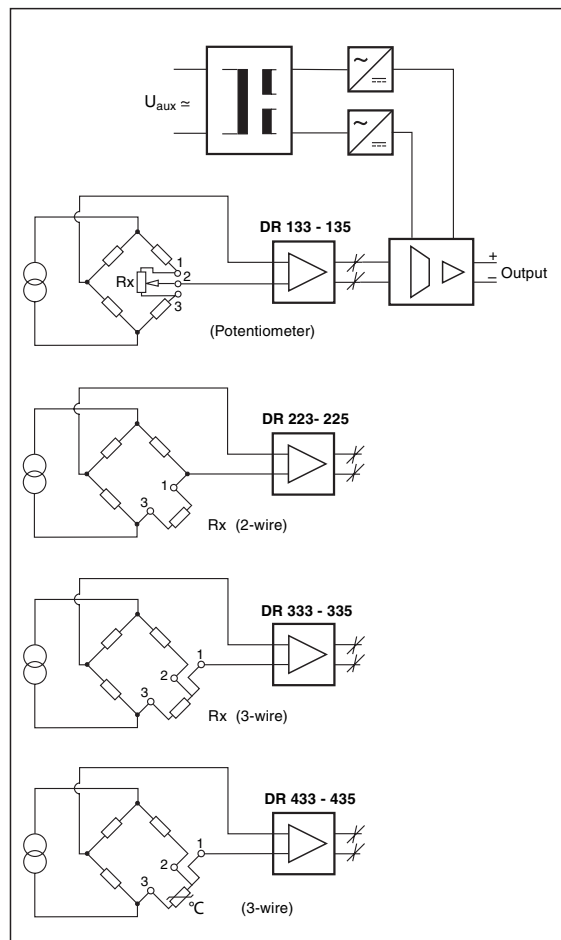 U aux ≃
~
~
DR 133 - 135
1
Rx 2
3
+
– Output
(Potentiometer)
DR 223- 225
1
3
Rx (2-wire)
DR 333 - 335
1
2
3
Rx (3-wire)
DR 433 - 435
1
2
3
°C (3-wire)